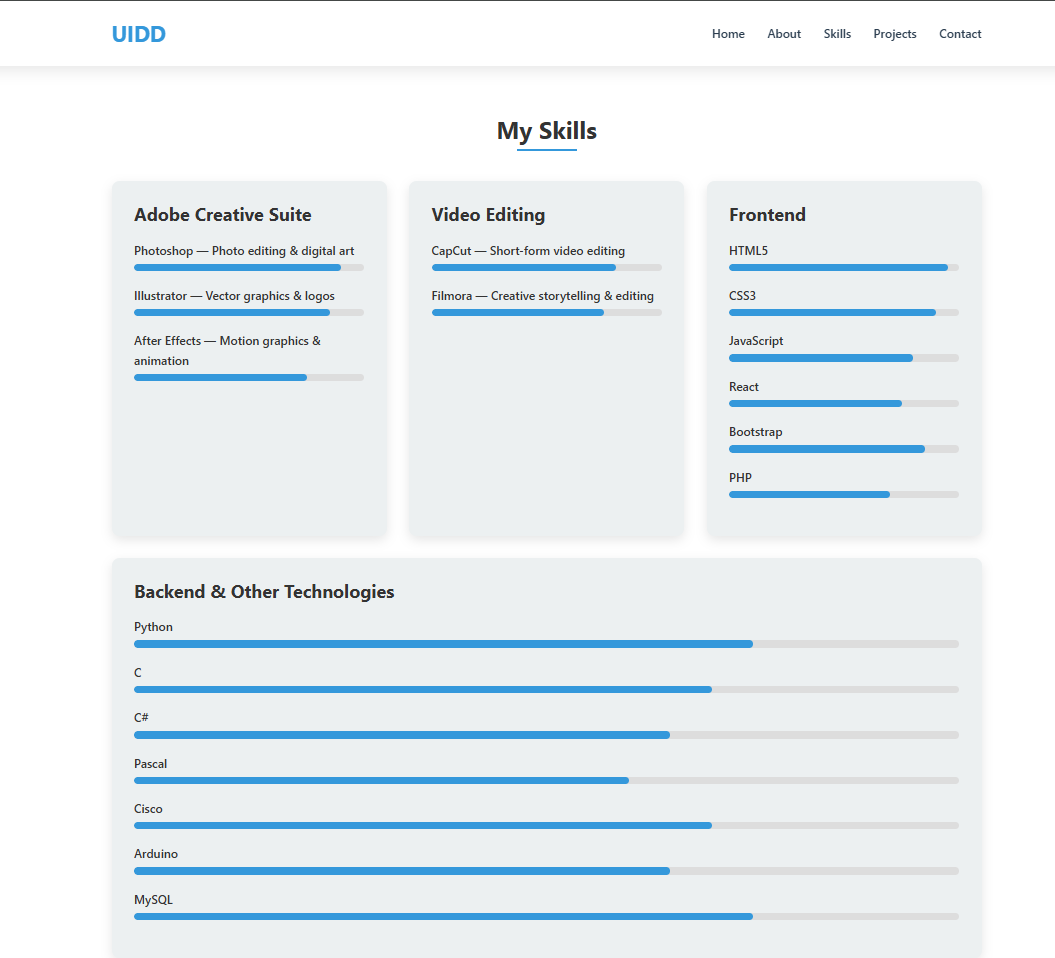 UIDD
Home About Skills Projects Contact
My Skills
Adobe Creative Suite
Photoshop — Photo editing & digital art
Illustrator — Vector graphics & logos
After Effects — Motion graphics &
animation
Video Editing
CapCut — Short-form video editing
Filmora — Creative storytelling & editing
Frontend
HTML5
CSS3
JavaScript
React
Bootstrap
PHP
Backend & Other Technologies
Python
C
C#
Pascal
Cisco
Arduino
MySQL